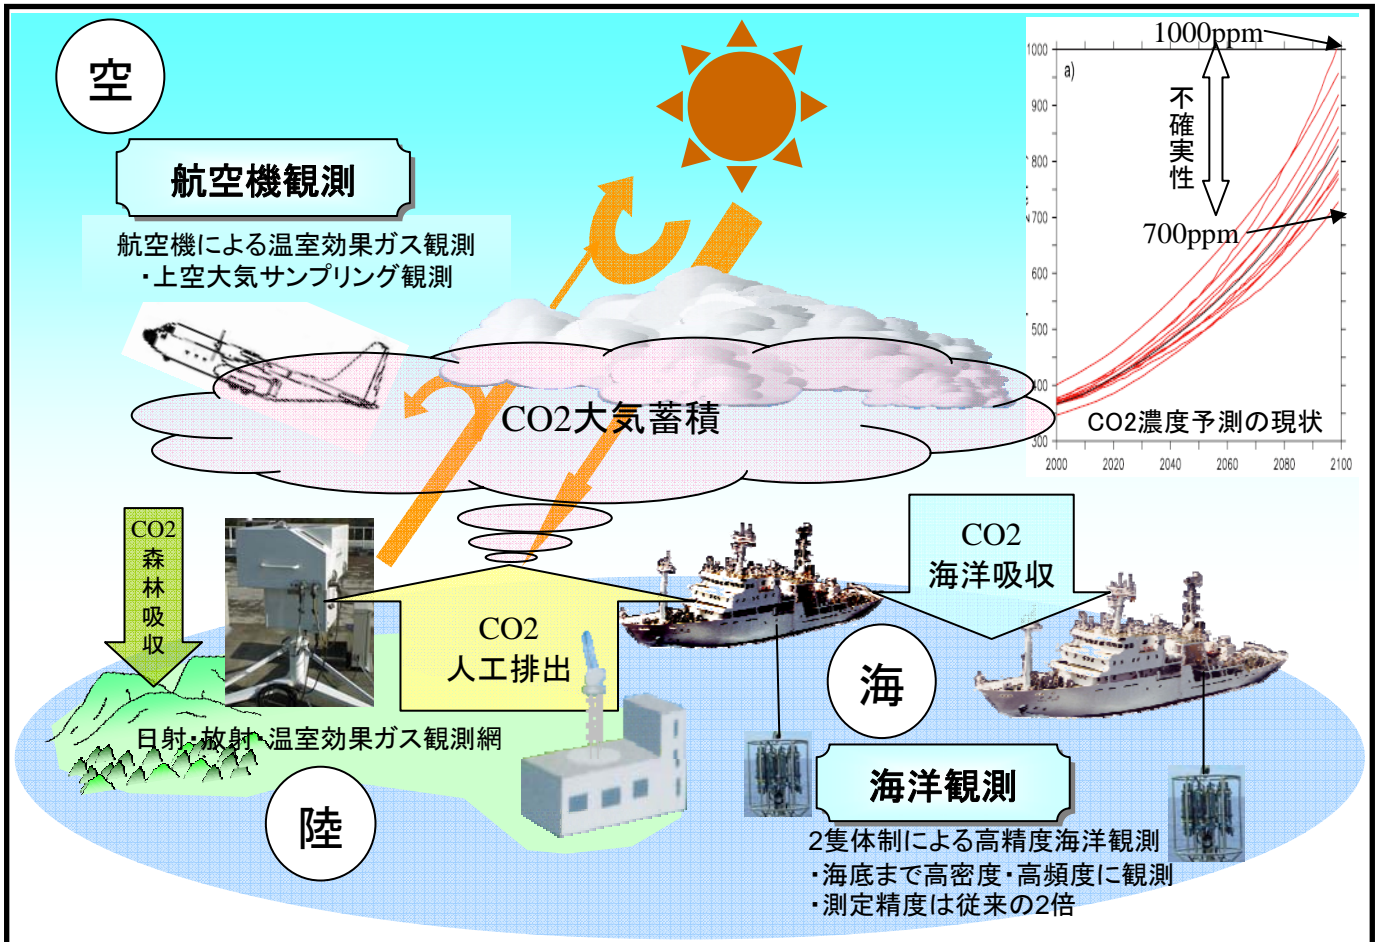 空
航空機観測
航空機による温室効果ガス観測
・上空大気サンプリング観測
1000ppm
a)
不確実性
700ppm
1000
900
800
700
600
500
400
300
2000
2020
2040
2060
2080
2100
CO2濃度予測の現状
CO2大気蓄積
CO2
森林吸収
CO2
人工排出
CO2
海洋吸収
日射・放射・温室効果ガス観測網
陸
海
海洋観測
2隻体制による高精度海洋観測
・海底まで高密度・高頻度に観測
・測定精度は従来の2倍